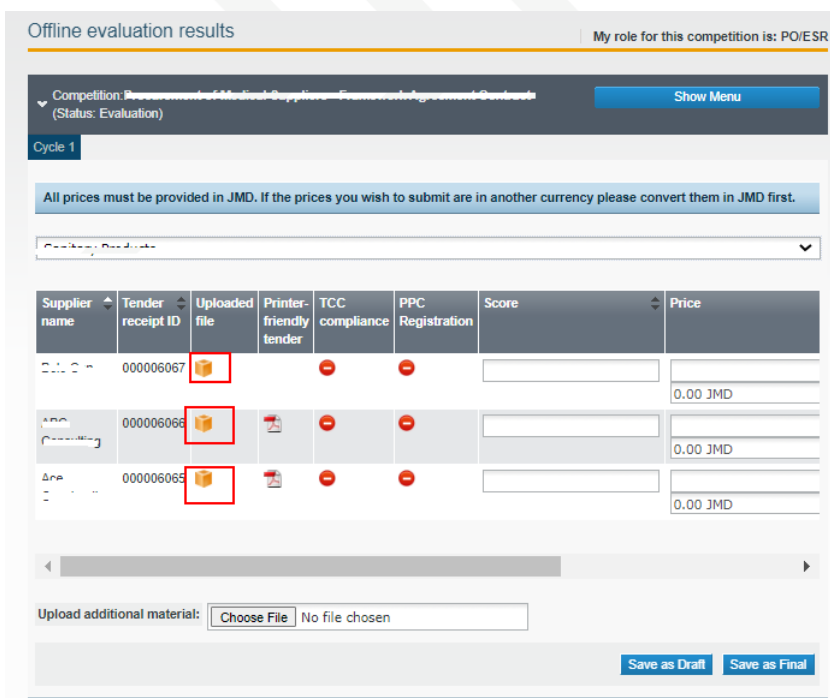 Offline evaluation results
My role for this competition is: PO/ESR
Competition:
Show Menu
(Status: Evaluation)
Cycle 1
All prices must be provided in JMD. If the prices you wish to submit are in another currency please convert them in JMD first.
Supplier name
Tender receipt ID
Uploaded file
Printer-friendly tender
TCC compliance
PPC Registration
Score
Price
000006067
0.00 JMD
000006066
0.00 JMD
000006065
0.00 JMD
Upload additional material: Choose File No file chosen
Save as Draft Save as Final